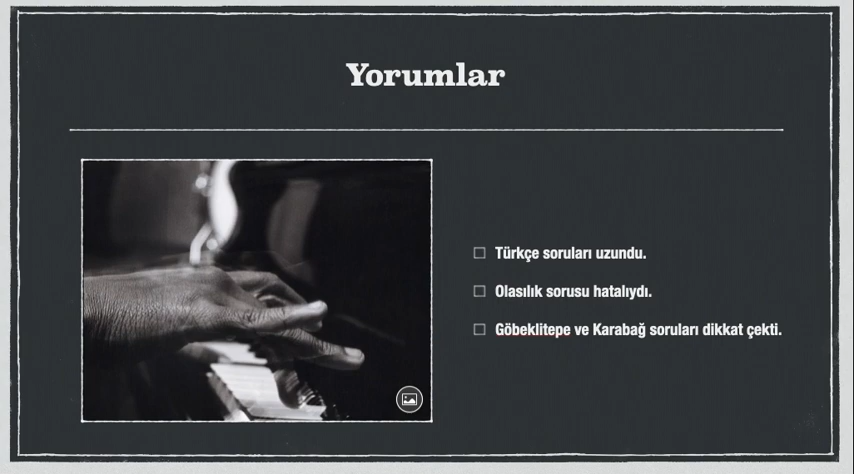 Yorumlar
Türkçe soruları uzundu.
Olasılık sorusu hatalıydı.
Göbeklitepe ve Karabağ soruları dikkat çekti.